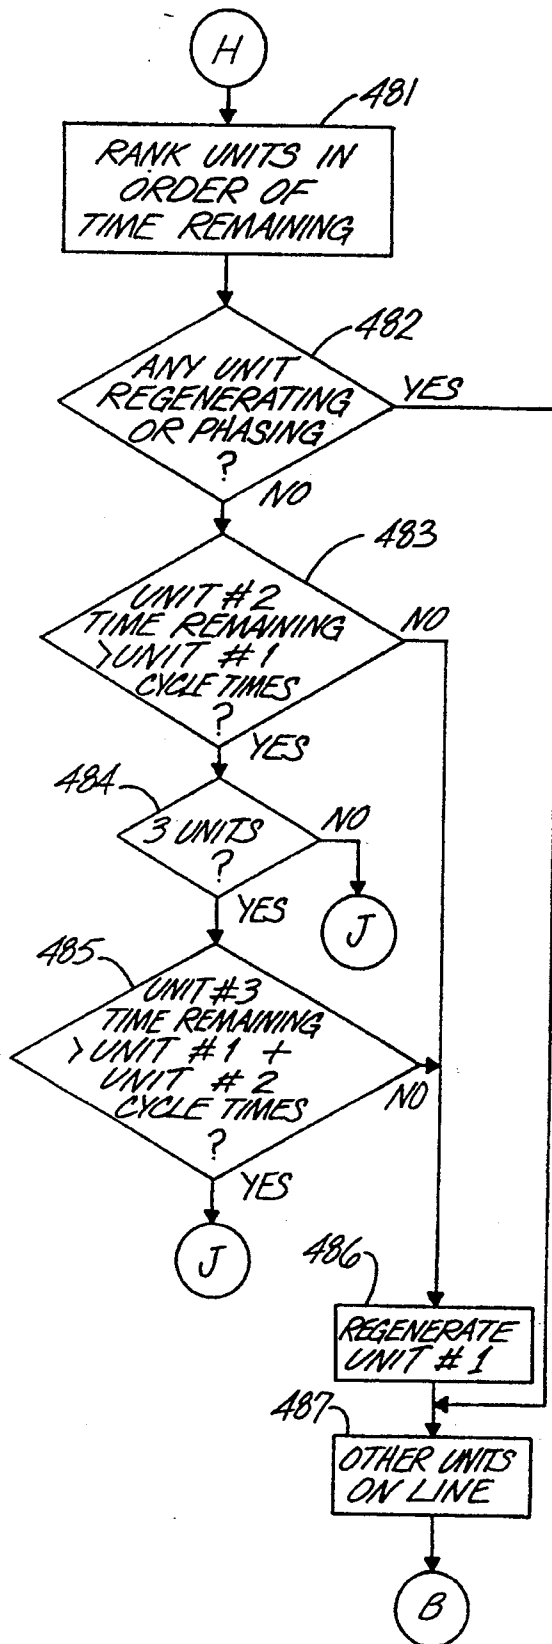 H
481
RANK UNITS IN
ORDER OF
TIME REMAINING
482
ANY UNIT
REGENERATING
OR PHASING
?
YES
NO
483
UNIT #2
TIME REMAINING
>UNIT #1
CYCLE TIMES
?
NO
YES
484
3 UNITS
?
NO
YES
J
485
UNIT #3
TIME REMAINING
>UNIT #1 +
UNIT #2
CYCLE TIMES
?
NO
YES
J
486
REGENERATE
UNIT #1
487
OTHER UNITS
ON LINE
B